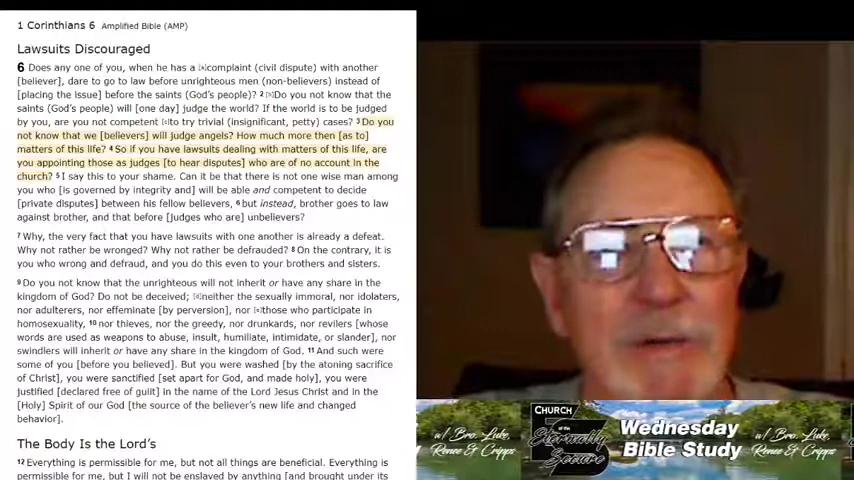 1 Corinthians 6 Amplified Bible (AMP)
Lawsuits Discouraged
6 Does any one of you, when he has a complaint (civil dispute) with another
[believer], dare to go to law before unrighteous men (non-believers) instead of
[placing the issue] before the saints (God's people)? 2 Do you not know that the
saints (God's people) will [one day] judge the world? If the world is to be judged
by you, are you not competent to try trivial (insignificant, petty) cases? 3 Do you
not know that we [believers] will judge angels? How much more then [as to]
matters of this life? 4 So if you have lawsuits dealing with matters of this life, are
you appointing those as judges [to hear disputes] who are of no account in the
church? 5 I say this to your shame. Can it be that there is not one wise man among
you who [is governed by integrity and] will be able and competent to decide
[private disputes] between his fellow believers, 6 but instead, brother goes to law
against brother, and that before [judges who are] unbelievers?
7 Why, the very fact that you have lawsuits with one another is already a defeat.
Why not rather be wronged? Why not rather be defrauded? 8 On the contrary, it is
you who wrong and defraud, and you do this even to your brothers and sisters.
9 Do you not know that the unrighteous will not inherit or have any share in the
kingdom of God? Do not be deceived; neither the sexually immoral, nor idolaters,
nor adulterers, nor effeminate [by perversion], nor those who participate in
homosexuality, 10 nor thieves, nor the greedy, nor drunkards, nor revilers [whose
words are used as weapons to abuse, insult, humiliate, intimidate, or slander], nor
swindlers will inherit or have any share in the kingdom of God. 11 And such were
some of you [before you believed]. But you were washed [by the atoning sacrifice
of Christ], you were sanctified [set apart for God, and made holy], you were
justified [declared free of guilt] in the name of the Lord Jesus Christ and in the
[Holy] Spirit of our God [the source of the believer's new life and changed
behavior].
The Body Is the Lord's
12 Everything is permissible for me, but not all things are beneficial. Everything is
permissible for me, but I will not be enslaved by anything [and brought under its
w/ Bro. Luke,
Renee & Cripps
CHURCH
of the
Eternally
Secure
Wednesday
Bible Study
w/ Bro. Luke,
Renee & Cripps